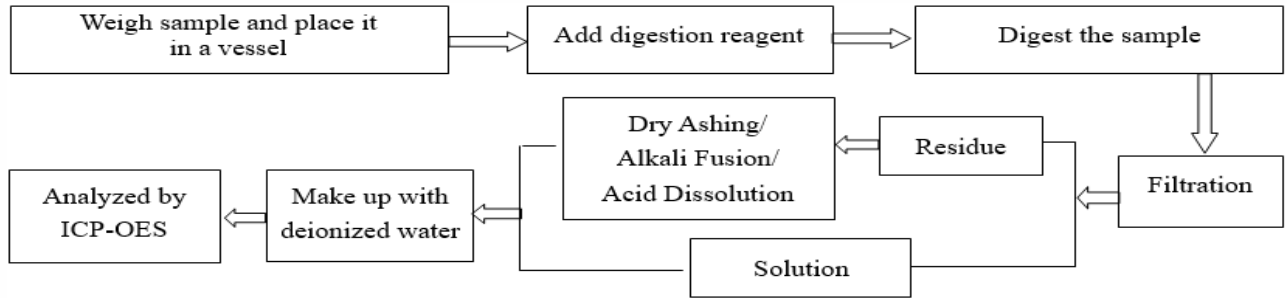 Weigh sample and place it
in a vessel
Add digestion reagent
Digest the sample
Filtration
Residue
Dry Ashing/
Alkali Fusion/
Acid Dissolution
Solution
Make up with
deionized water
Analyzed by
ICP-OES